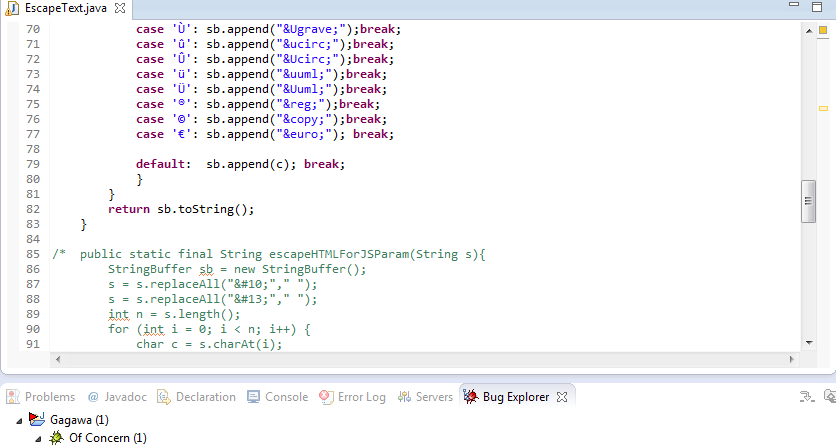 EscapeText.java
70 case 'Ù': sb.append("&Ugrave;");break;
71 case 'û': sb.append("&ucirc;");break;
72 case 'Û': sb.append("&Ucirc;");break;
73 case 'ü': sb.append("&uuml;");break;
74 case 'Ü': sb.append("&Uuml;");break;
75 case '®': sb.append("&reg;");break;
76 case '©': sb.append("&copy;");break;
77 case '€': sb.append("&euro;"); break;
78
79 default: sb.append(c); break;
80 }
81 }
82 return sb.toString();
83 }
84
85 /* public static final String escapeHTMLForJSParam(String s){
86 StringBuffer sb = new StringBuffer();
87 s = s.replaceAll("&#10;"," ");
88 s = s.replaceAll("&#13;"," ");
89 int n = s.length();
90 for (int i = 0; i < n; i++) {
91 char c = s.charAt(i);
Problems @ Javadoc Declaration Console Error Log Servers Bug Explorer
Gagawa (1)
Of Concern (1)